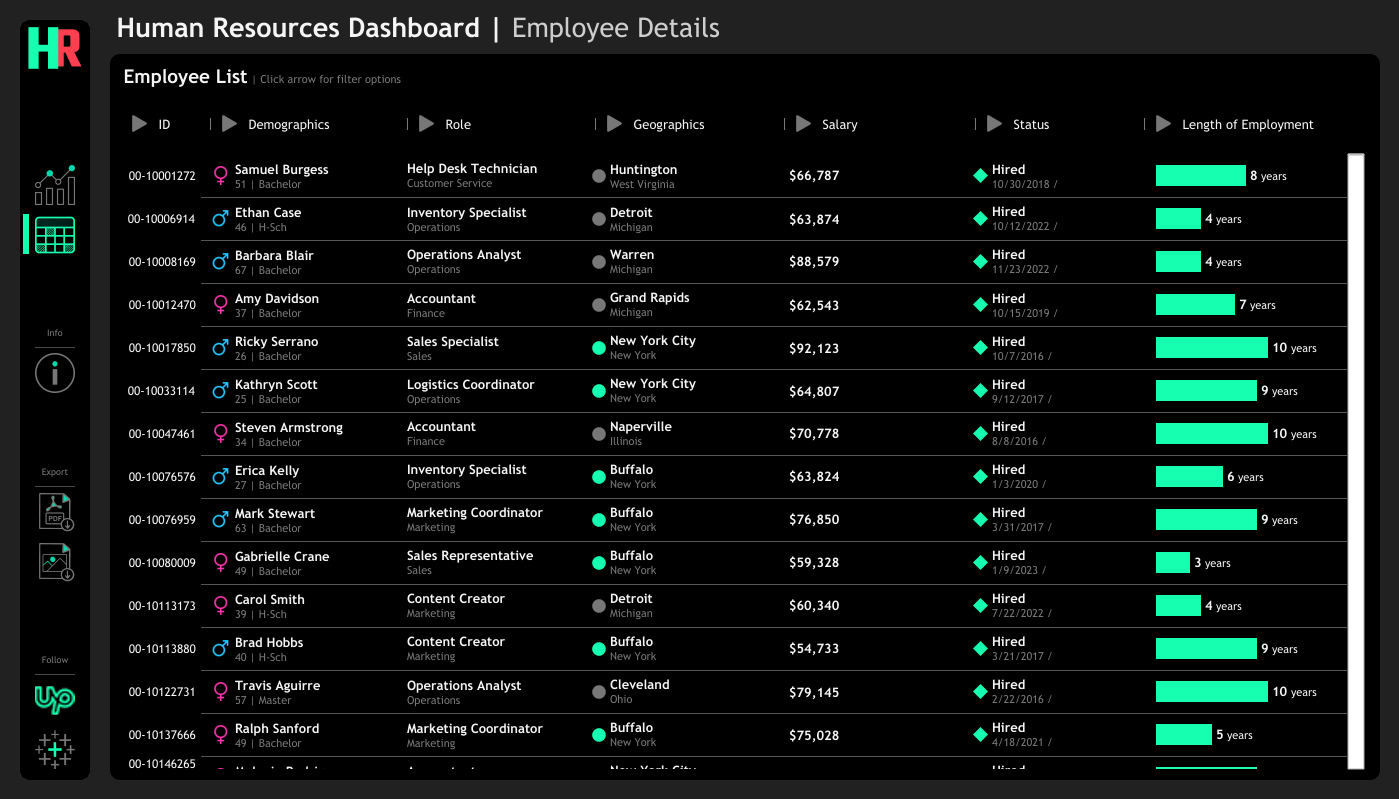 HR
Human Resources Dashboard | Employee Details
Employee List | Click arrow for filter options
ID | Demographics | Role | Geographics | Salary | Status | Length of Employment
00-10001272 Samuel Burgess Help Desk Technician Huntington $66,787 Hired 8 years
51 | Bachelor Customer Service West Virginia 10/30/2018 /
00-10006914 Ethan Case Inventory Specialist Detroit $63,874 Hired 4 years
46 | H-Sch Operations Michigan 10/12/2022 /
00-10008169 Barbara Blair Operations Analyst Warren $88,579 Hired 4 years
67 | Bachelor Operations Michigan 11/23/2022 /
00-10012470 Amy Davidson Accountant Grand Rapids $62,543 Hired 7 years
37 | Bachelor Finance Michigan 10/15/2019 /
00-10017850 Ricky Serrano Sales Specialist New York City $92,123 Hired 10 years
26 | Bachelor Sales New York 10/7/2016 /
00-10033114 Kathryn Scott Logistics Coordinator New York City $64,807 Hired 9 years
25 | Bachelor Operations New York 9/12/2017 /
00-10047461 Steven Armstrong Accountant Naperville $70,778 Hired 10 years
34 | Bachelor Finance Illinois 8/8/2016 /
00-10076576 Erica Kelly Inventory Specialist Buffalo $63,824 Hired 6 years
27 | Bachelor Operations New York 1/3/2020 /
00-10076959 Mark Stewart Marketing Coordinator Buffalo $76,850 Hired 9 years
63 | Bachelor Marketing New York 3/31/2017 /
00-10080009 Gabrielle Crane Sales Representative Buffalo $59,328 Hired 3 years
49 | Bachelor Sales New York 1/9/2023 /
00-10113173 Carol Smith Content Creator Detroit $60,340 Hired 4 years
39 | H-Sch Marketing Michigan 7/22/2022 /
00-10113880 Brad Hobbs Content Creator Buffalo $54,733 Hired 9 years
40 | H-Sch Marketing New York 3/21/2017 /
00-10122731 Travis Aguirre Operations Analyst Cleveland $79,145 Hired 10 years
57 | Master Operations Ohio 2/22/2016 /
00-10137666 Ralph Sanford Marketing Coordinator Buffalo $75,028 Hired 5 years
49 | Bachelor Marketing New York 4/18/2021 /
00-10146265
Info
i
Export
PDF
Follow
up